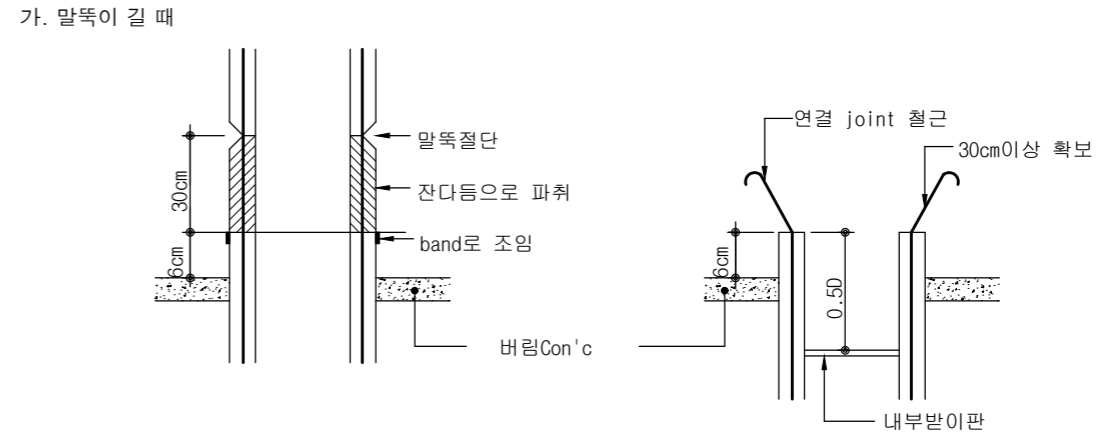 가. 말뚝이 길 때
연결 joint 철근
말뚝절단
30cm이상 확보
30cm
잔다듬으로 파취
band로 조임
6cm
6cm
0.5D
버림Con'c
내부받이판